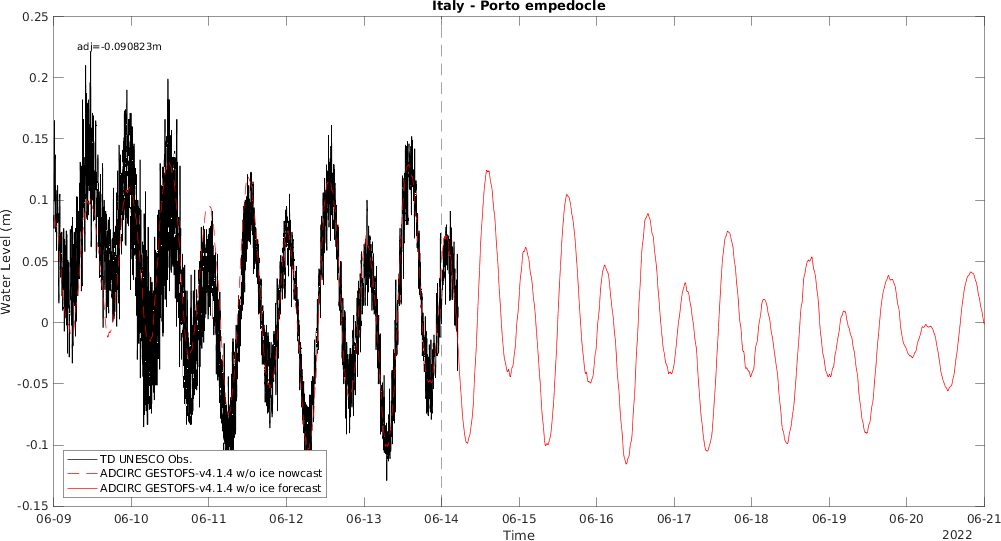 Italy - Porto empedocle
adj=-0.090823m
0.25
0.2
0.15
0.1
0.05
0
-0.05
-0.1
-0.15
Water Level (m)
TD UNESCO Obs.
ADCIRC GESTOFS-v4.1.4 w/o ice nowcast
ADCIRC GESTOFS-v4.1.4 w/o ice forecast
06-09 06-10 06-11 06-12 06-13 06-14 06-15 06-16 06-17 06-18 06-19 06-20 06-21
Time
2022